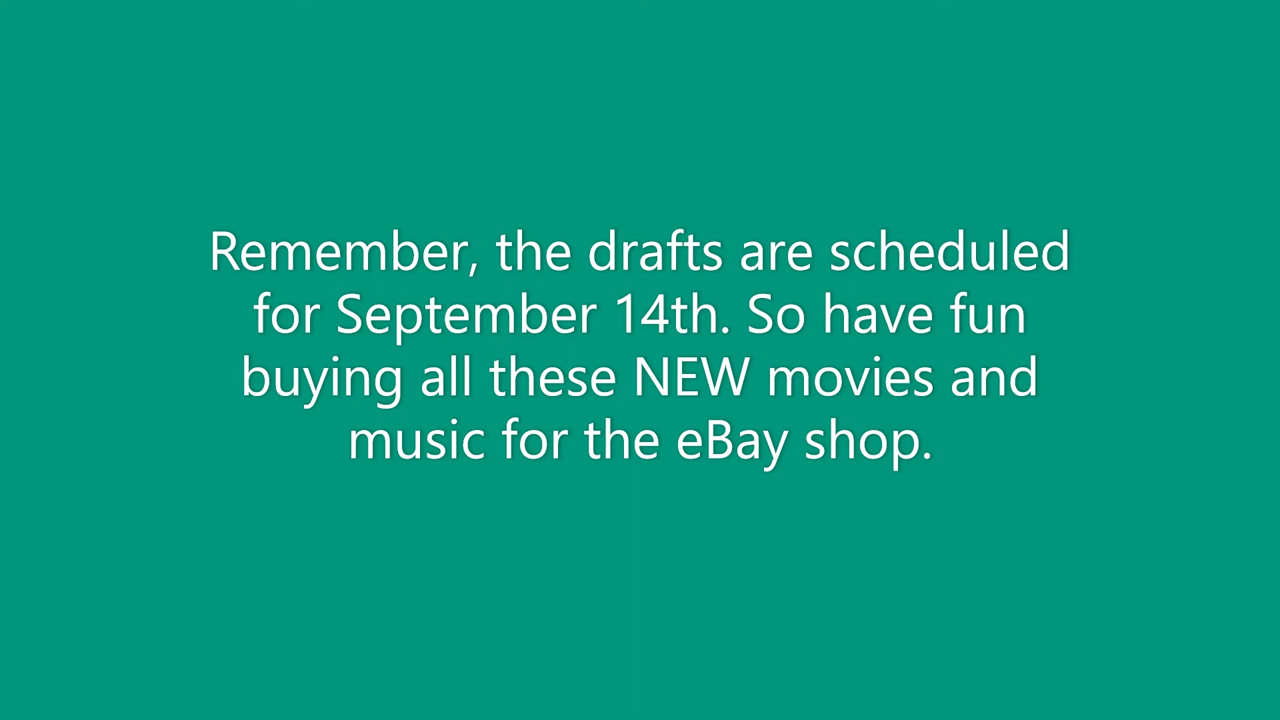 Remember, the drafts are scheduled
for September 14th. So have fun
buying all these NEW movies and
music for the eBay shop.